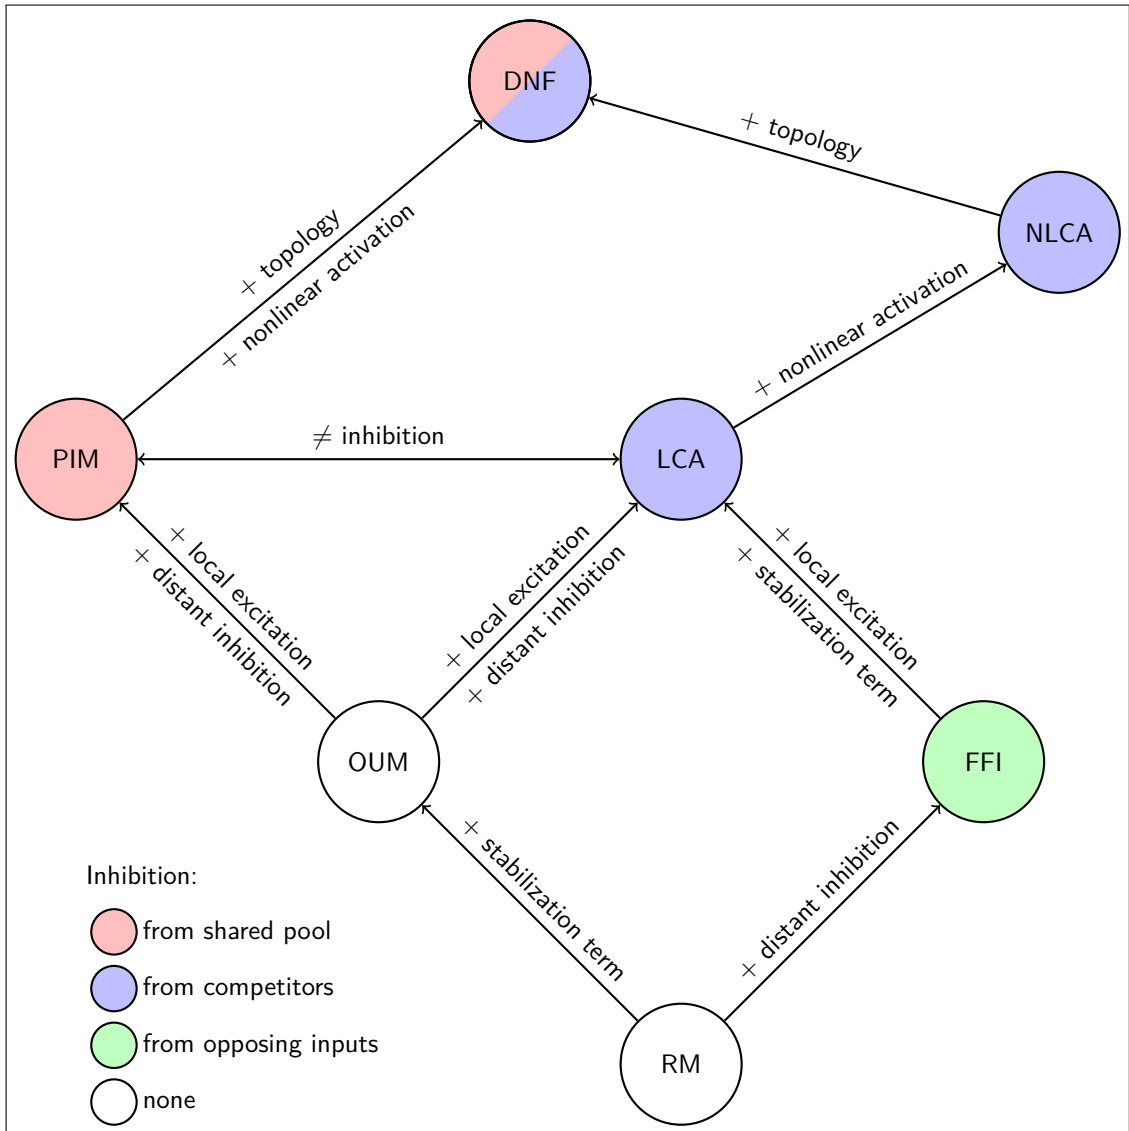 DNF
+ topology
NLCA
+ topology
+ nonlinear activation
+ nonlinear activation
PIM
≠ inhibition
LCA
+ local excitation
+ distant inhibition
+ local excitation
+ distant inhibition
+ local excitation
+ stabilization term
OUM
FFI
+ stabilization term
+ distant inhibition
RM
Inhibition:
from shared pool
from competitors
from opposing inputs
none